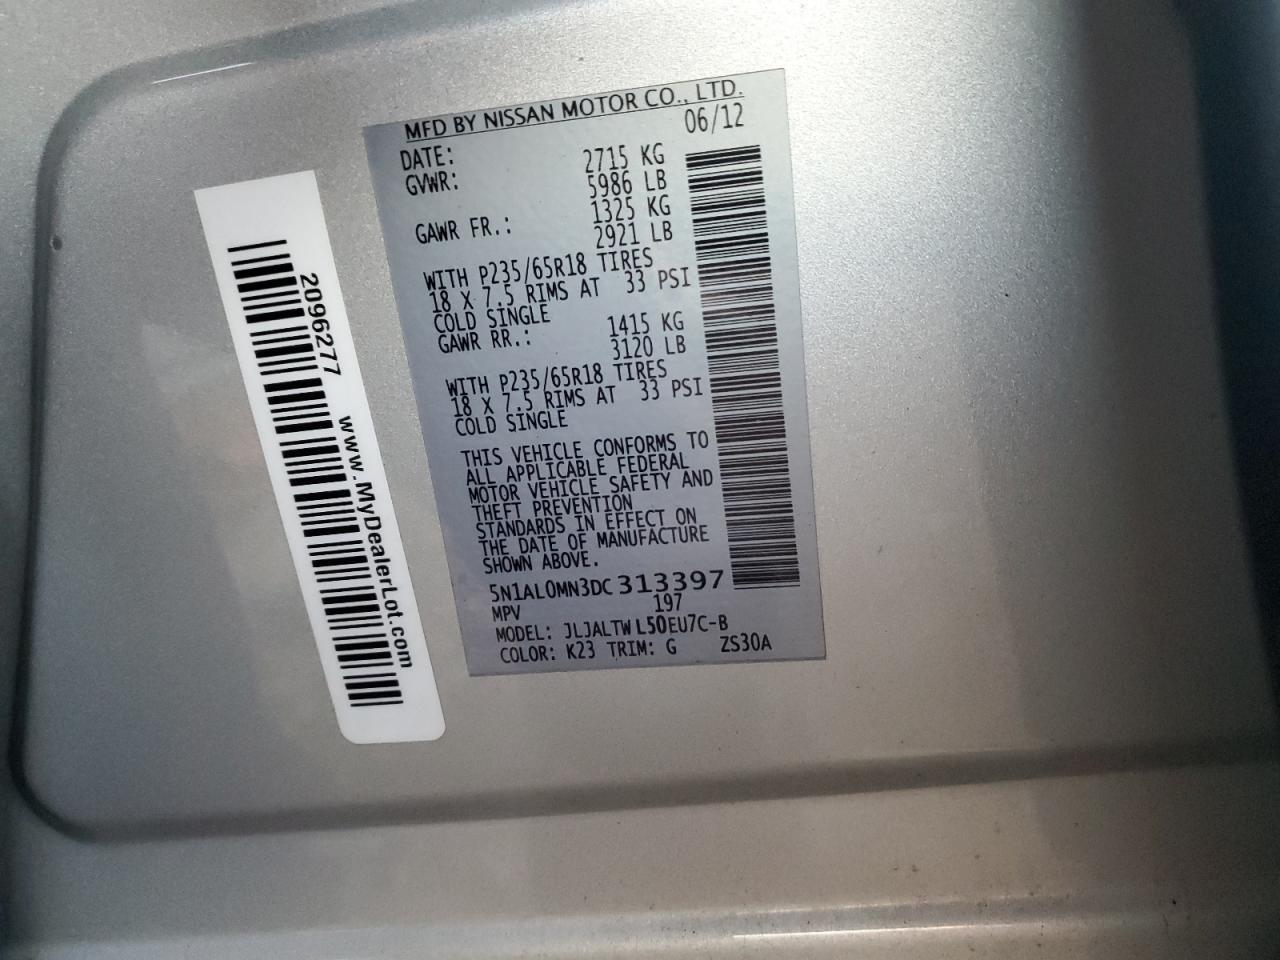 MFD BY NISSAN MOTOR CO., LTD.
DATE: 06/12
GVWR: 2715 KG
5986 LB
GAWR FR.: 1325 KG
2921 LB
WITH P235/65R18 TIRES
18 X 7.5 RIMS AT 33 PSI
COLD SINGLE
GAWR RR.: 1415 KG
3120 LB
WITH P235/65R18 TIRES
18 X 7.5 RIMS AT 33 PSI
COLD SINGLE
THIS VEHICLE CONFORMS TO
ALL APPLICABLE FEDERAL
MOTOR VEHICLE SAFETY AND
THEFT PREVENTION
STANDARDS IN EFFECT ON
THE DATE OF MANUFACTURE
SHOWN ABOVE.
5N1AL0MN3DC 313397
MPV 197
MODEL: JLJALTW L50EU7C-B
COLOR: K23 TRIM: G ZS30A
2096277 www.MyDealerLot.com